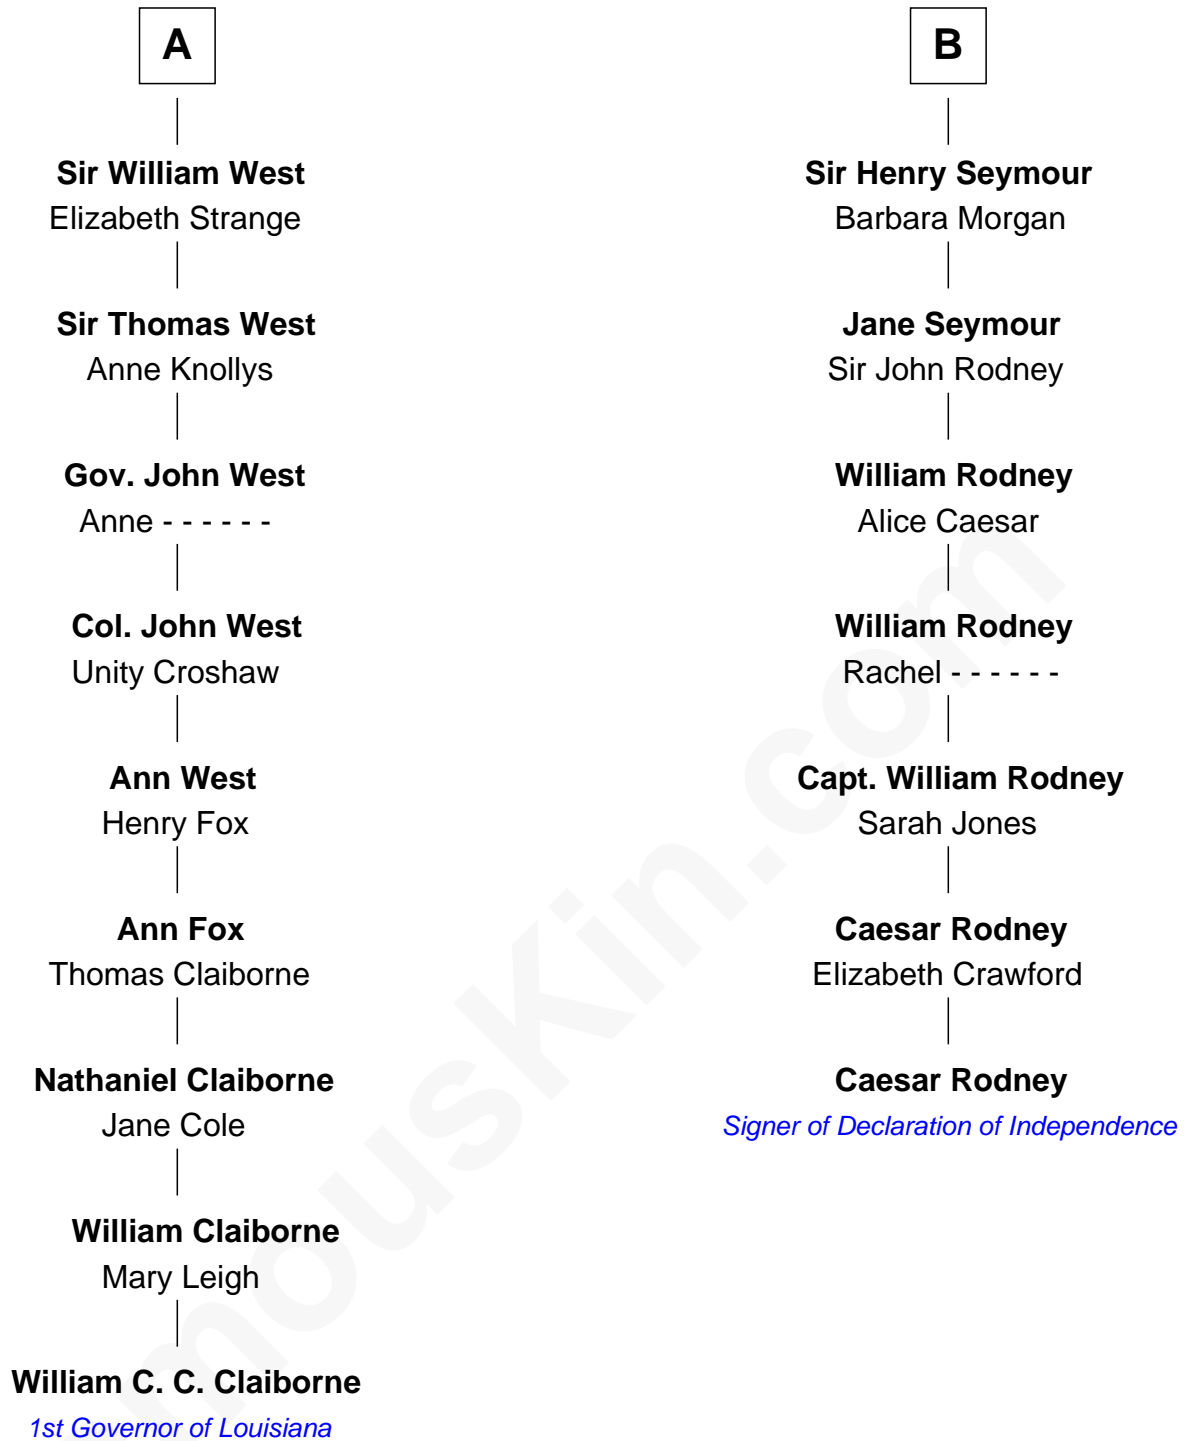 A
Sir William West
Elizabeth Strange
Sir Thomas West
Anne Knollys
Gov. John West
Anne - - - - - -
Col. John West
Unity Croshaw
Ann West
Henry Fox
Ann Fox
Thomas Claiborne
Nathaniel Claiborne
Jane Cole
William Claiborne
Mary Leigh
William C. C. Claiborne
1st Governor of Louisiana
B
Sir Henry Seymour
Barbara Morgan
Jane Seymour
Sir John Rodney
William Rodney
Alice Caesar
William Rodney
Rachel - - - - - -
Capt. William Rodney
Sarah Jones
Caesar Rodney
Elizabeth Crawford
Caesar Rodney
Signer of Declaration of Independence
mousKin.com